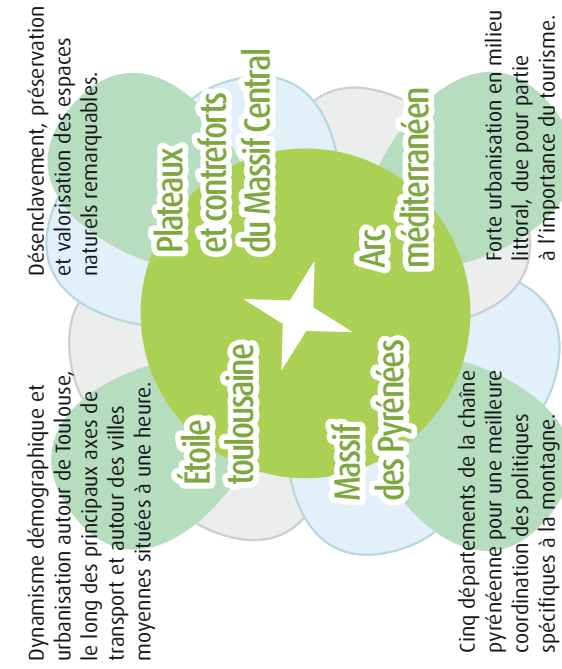 Dynamisme démographique et
urbanisation autour de Toulouse,
le long des principaux axes de
transport et autour des villes
moyennes situées à une heure.
Étoile
toulousaine
Désenclavement, préservation
et valorisation des espaces
naturels remarquables.
Plateaux
et contreforts
du Massif Central
Massif
des Pyrénées
Cinq départements de la chaîne
pyrénéenne pour une meilleure
coordination des politiques
spécifiques à la montagne.
Arc
méditerranéen
Forte urbanisation en milieu
littoral, due pour partie
à l’importance du tourisme.